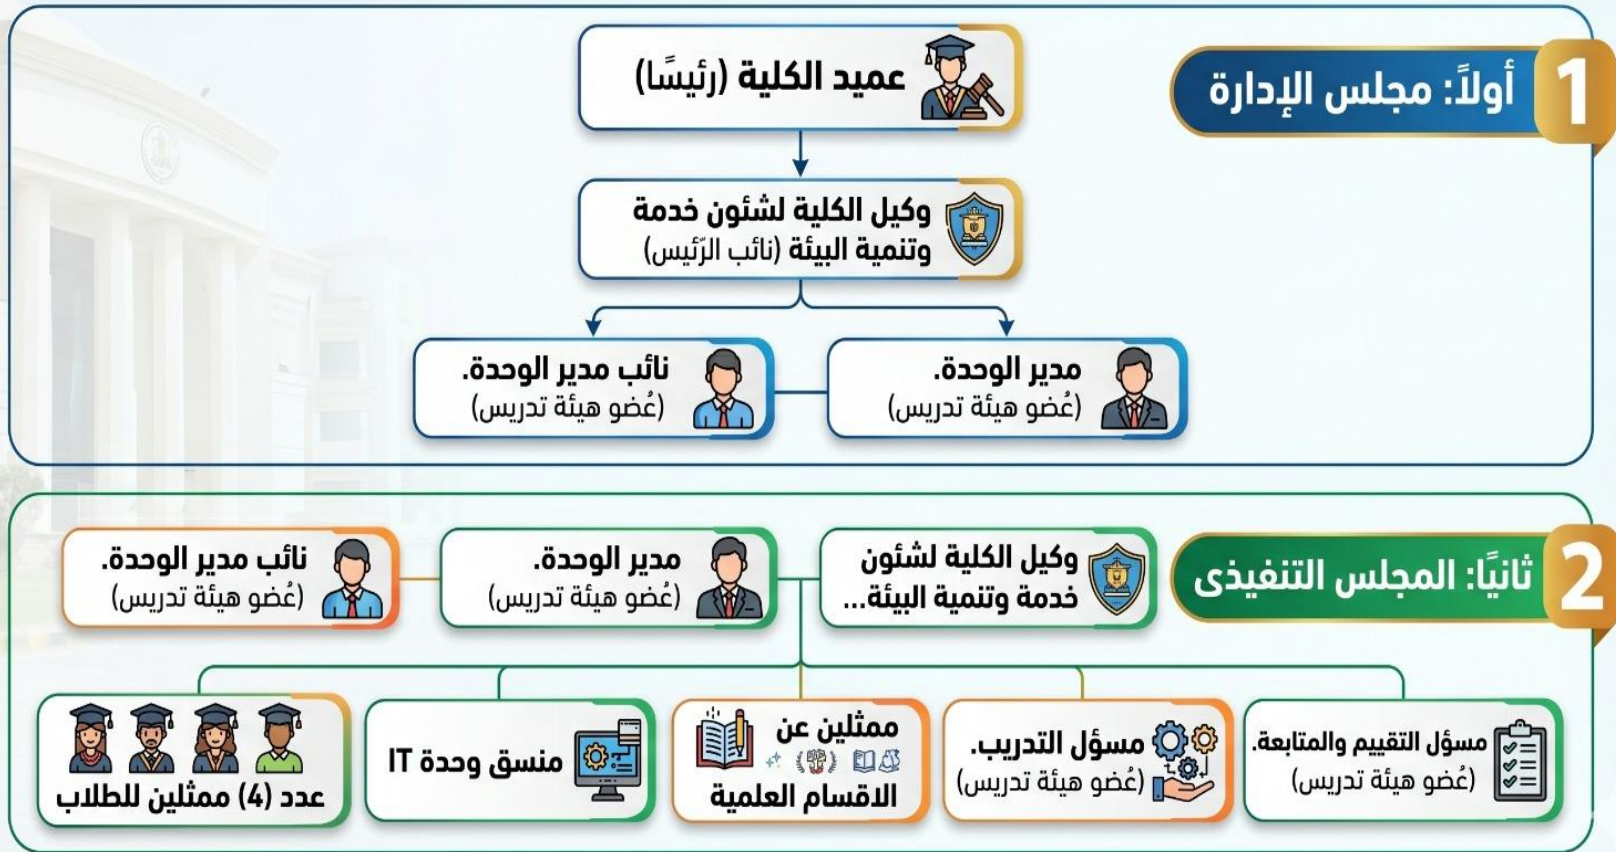 1
أولاً: مجلس الإدارة
عميد الكلية (رئيسًا)
وكيل الكلية لشئون خدمة
وتنمية البيئة (نائب الرّئيس)
مدير الوحدة.
(عُضو هيئة تدريس)
نائب مدير الوحدة.
(عُضو هيئة تدريس)
2
ثانيًا: المجلس التنفيذى
وكيل الكلية لشئون
خدمة وتنمية البيئة...
مدير الوحدة.
(عُضو هيئة تدريس)
نائب مدير الوحدة.
(عُضو هيئة تدريس)
مسؤل التقييم والمتابعة.
(عُضو هيئة تدريس)
مسؤل التدريب.
(عُضو هيئة تدريس)
ممثلين عن
الاقسام العلمية
منسق وحدة IT
عدد (4) ممثلين للطلاب